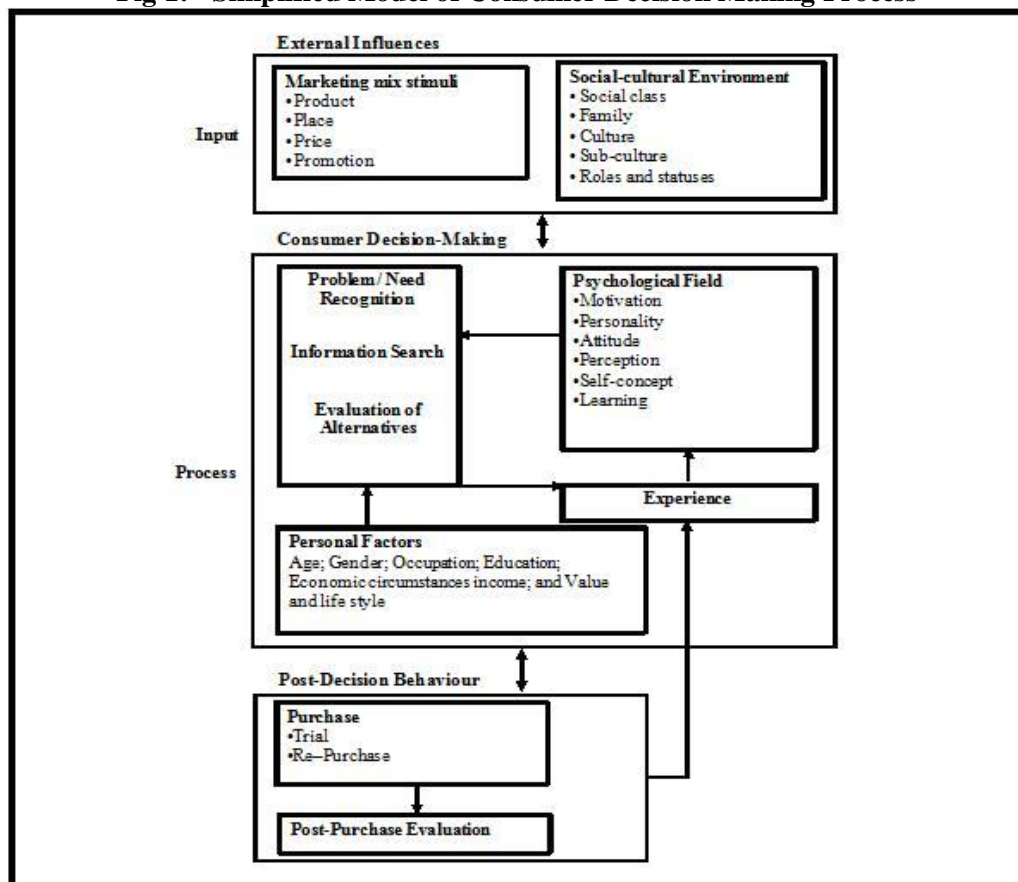 Fig 1: Simplified Model of Consumer Decision Making Process
External Influences
Marketing mix stimuli
•Product
•Place
•Price
•Promotion
Social-cultural Environment
• Social class
• Family
• Culture
• Sub-culture
• Roles and statuses
Input
Consumer Decision-Making
Problem / Need
Recognition
Information Search
Evaluation of
Alternatives
Psychological Field
•Motivation
•Personality
•Attitude
•Perception
•Self-concept
•Learning
Process
Experience
Personal Factors
Age; Gender; Occupation; Education;
Economic circumstances income; and Value
and life style
Post-Decision Behaviour
Purchase
•Trial
•Re–Purchase
Post-Purchase Evaluation